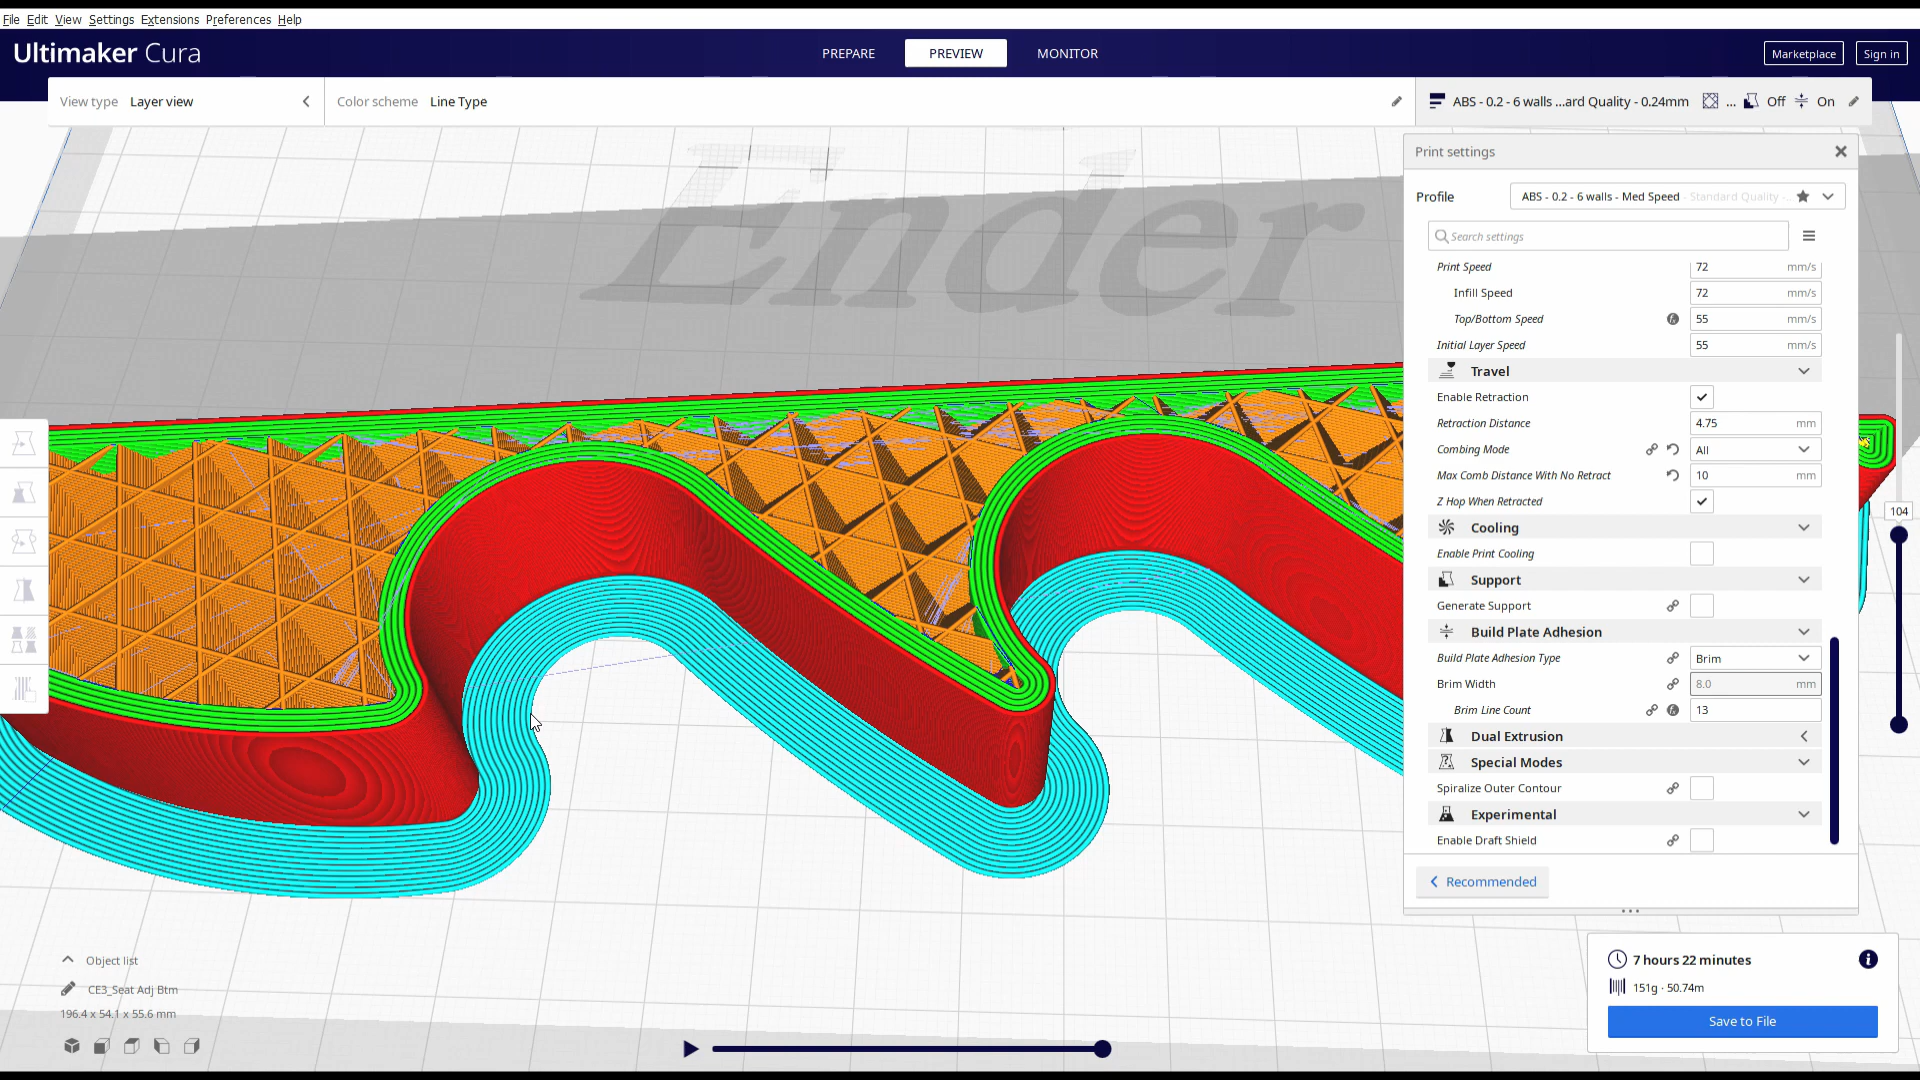 File Edit View Settings Extensions Preferences Help
Ultimaker Cura
PREPARE PREVIEW MONITOR
Marketplace Sign in
View type Layer view
Color scheme Line Type
ABS - 0.2 - 6 walls ...ard Quality - 0.24mm ... Off On
Ender
Print settings
Profile ABS - 0.2 - 6 walls - Med Speed - Standard Quality - ...
Search settings
Print Speed 72 mm/s
Infill Speed 72 mm/s
Top/Bottom Speed 55 mm/s
Initial Layer Speed 55 mm/s
Travel
Enable Retraction
Retraction Distance 4.75 mm
Combing Mode All
Max Comb Distance With No Retract 10 mm
Z Hop When Retracted
Cooling
Enable Print Cooling
Support
Generate Support
Build Plate Adhesion
Build Plate Adhesion Type Brim
Brim Width 8.0 mm
Brim Line Count 13
Dual Extrusion
Special Modes
Spiralize Outer Contour
Experimental
Enable Draft Shield
Recommended
104
Object list
CE3_Seat Adj Btm
196.4 x 54.1 x 55.6 mm
7 hours 22 minutes
151g · 50.74m
Save to File